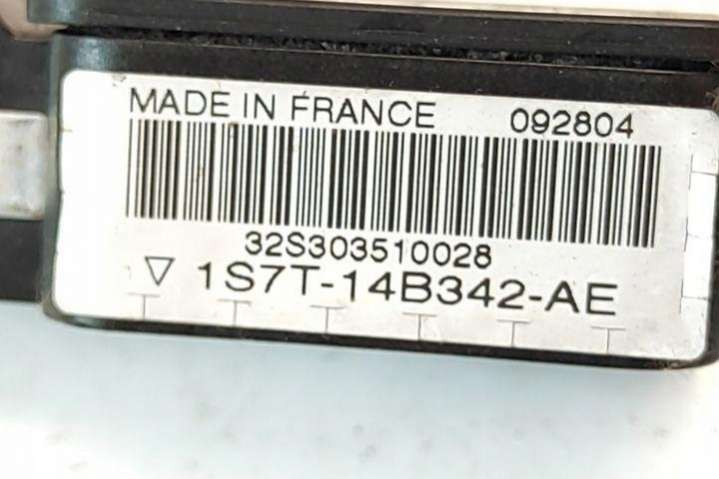 MADE IN FRANCE 092804
32S303510028
▽ 1S7T-14B342-AE